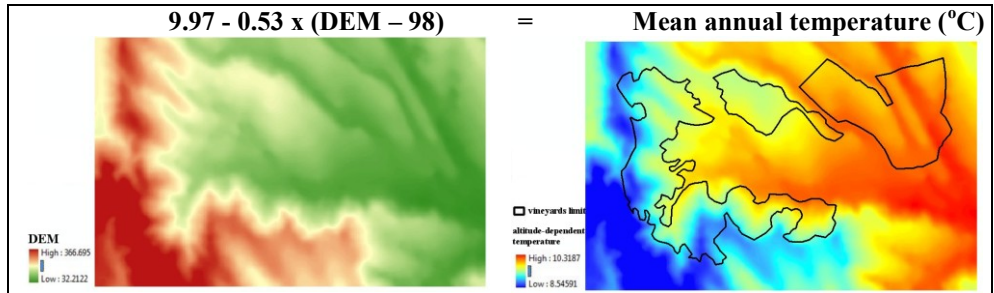 9.97 - 0.53 x (DEM – 98) = Mean annual temperature (°C)
DEM
High : 366.695
Low : 32.2122
vineyards limit
altitude-dependent
temperature
High : 10.3187
Low : 8.54591